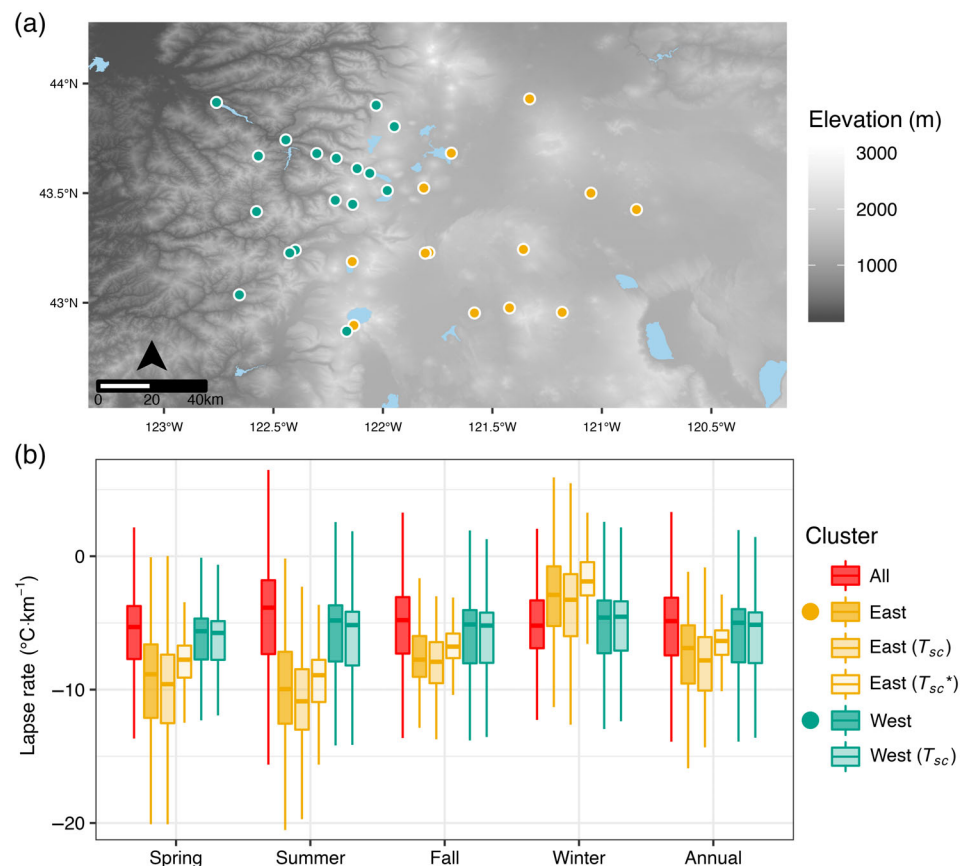 (a)
44°N
43.5°N
43°N
0 20 40km
123°W 122.5°W 122°W 121.5°W 121°W 120.5°W
Elevation (m)
3000
2000
1000
(b)
Lapse rate (°C·km⁻¹)
0
−10
−20
Spring Summer Fall Winter Annual
Cluster
All
East
East (Tsc)
East (Tsc*)
West
West (Tsc)